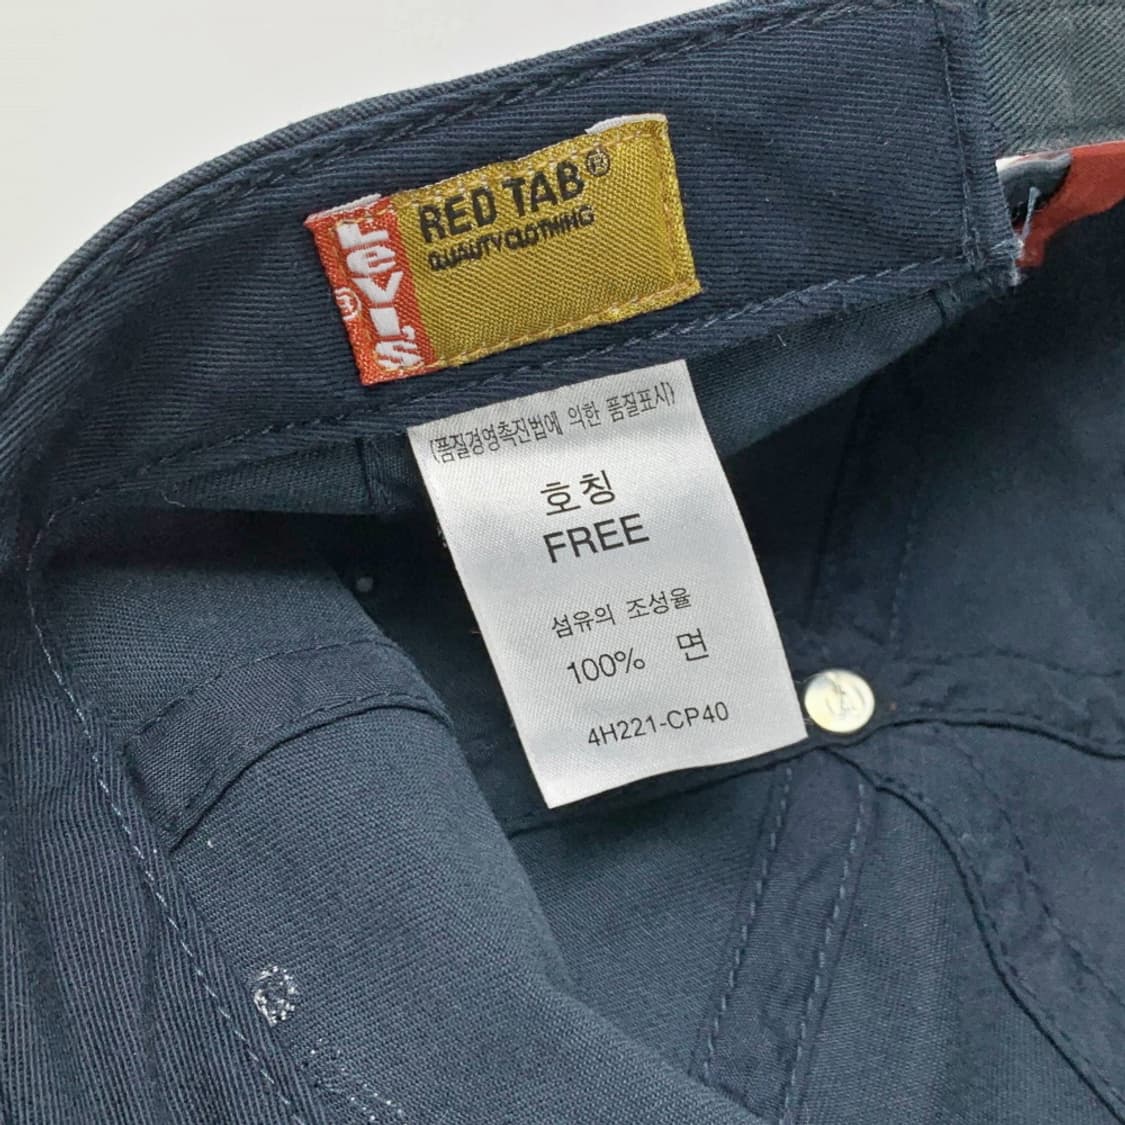 LEVI'S
®
RED TAB®
QUALITY CLOTHING
(품질경영촉진법에 의한 품질표시)
호칭
FREE
섬유의 조성율
100% 면
4H221-CP40